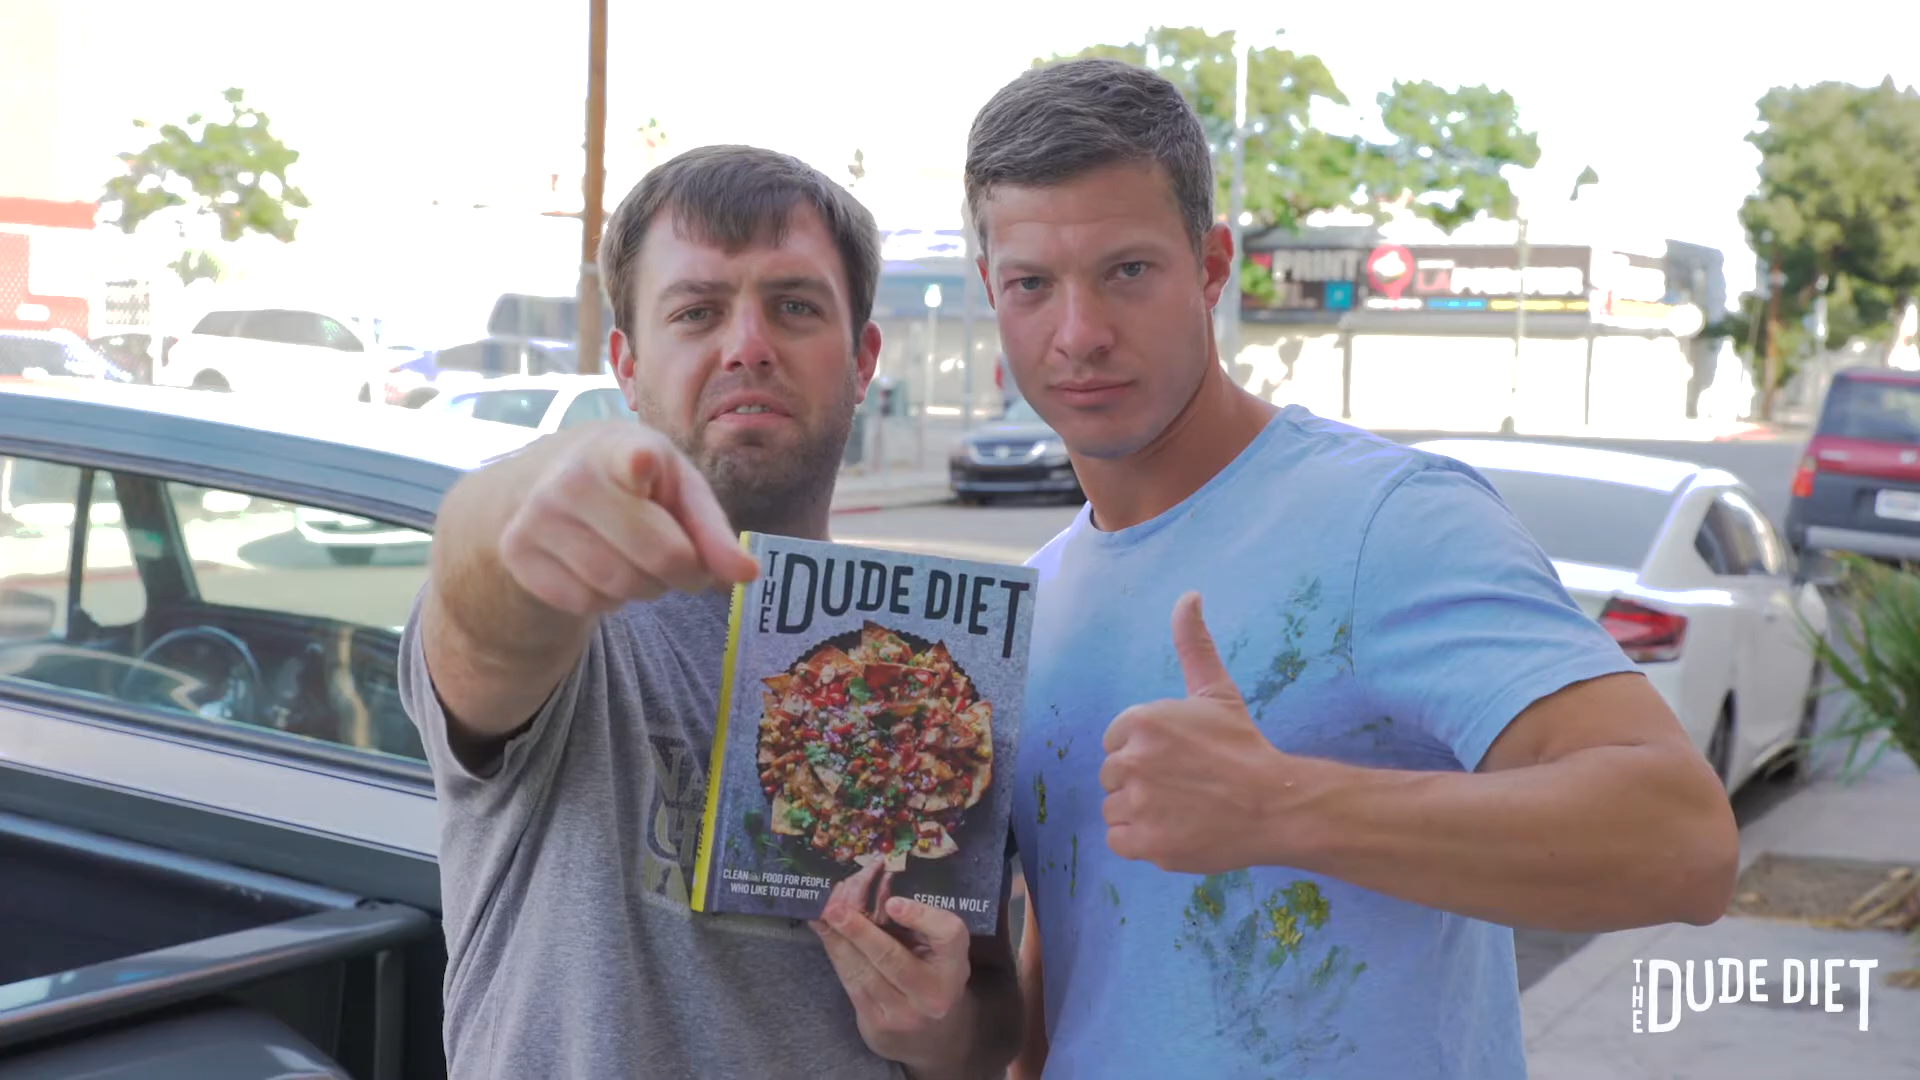 PRINT
THE DUDE DIET
CLEAN(ish) FOOD FOR PEOPLE
WHO LIKE TO EAT DIRTY
SERENA WOLF
THE DUDE DIET